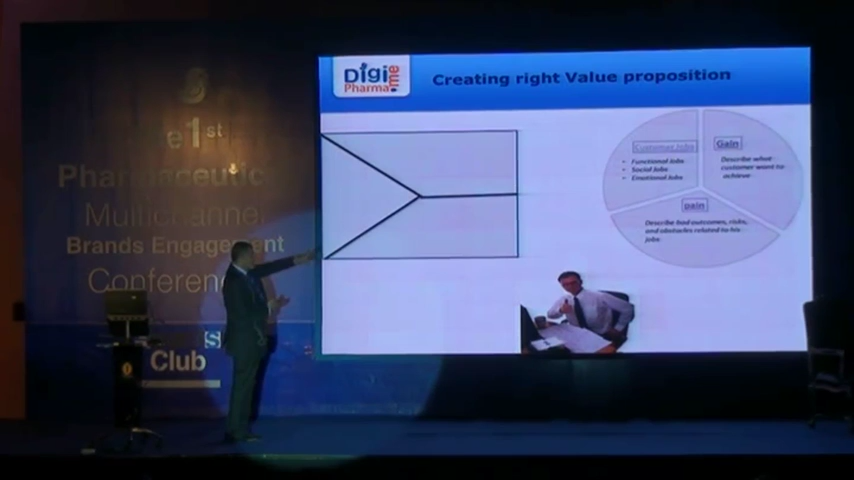 1st
Multichannel
Brands Engagement
S
Club
Digi
Pharma
me
Creating right Value proposition
Customer Jobs
• Functional Jobs
• Social Jobs
• Emotional Jobs
Gain
Describe what
customer want to
achieve
pain
Describe bad outcomes, risks,
and obstacles related to his
jobs